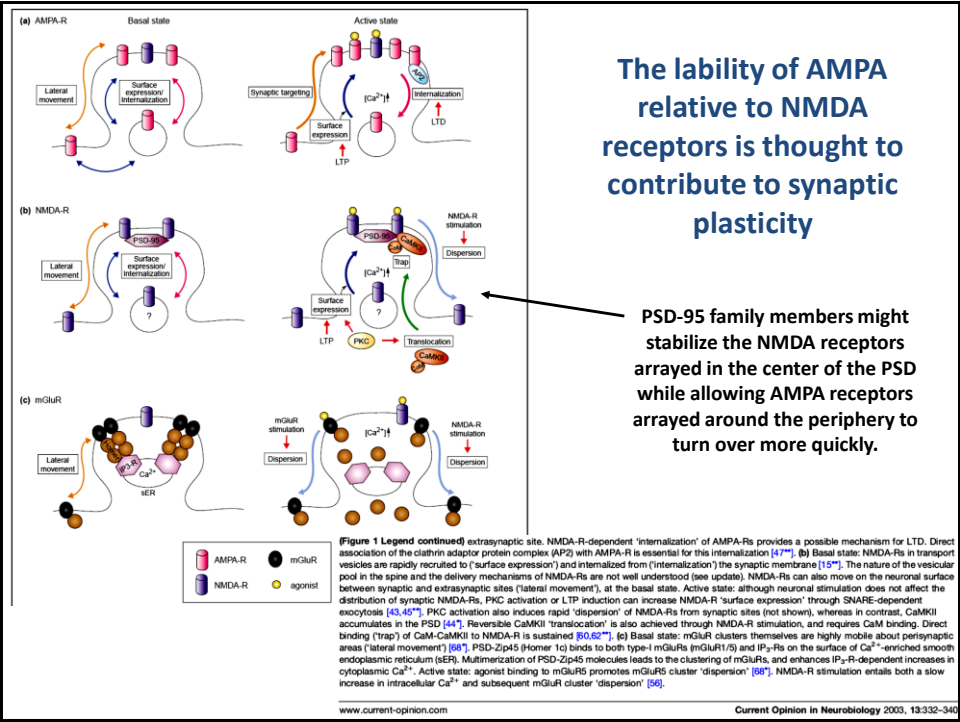 (a) AMPA-R
Basal state
Active state
Lateral
movement
Surface
expression/
Internalization
Synaptic targeting
[Ca²⁺]
AP2
Internalization
LTD
Surface
expression
LTP
(b) NMDA-R
PSD-95
Lateral
movement
Surface
expression/
Internalization
?
PSD-95
CaMKII
CaM
Trap
[Ca²⁺]
NMDA-R
stimulation
Dispersion
Surface
expression
?
LTP
PKC
Translocation
CaMKII
CaM
(c) mGluR
Lateral
movement
Homer
IP3-R
Ca²⁺
sER
mGluR
stimulation
Dispersion
[Ca²⁺]
NMDA-R
stimulation
Dispersion
AMPA-R
mGluR
NMDA-R
agonist
The lability of AMPA
relative to NMDA
receptors is thought to
contribute to synaptic
plasticity
PSD-95 family members might
stabilize the NMDA receptors
arrayed in the center of the PSD
while allowing AMPA receptors
arrayed around the periphery to
turn over more quickly.
(Figure 1 Legend continued) extrasynaptic site. NMDA-R-dependent ‘internalization’ of AMPA-Rs provides a possible mechanism for LTD. Direct
association of the clathrin adaptor protein complex (AP2) with AMPA-R is essential for this internalization [47••]. (b) Basal state: NMDA-Rs in transport
vesicles are rapidly recruited to (‘surface expression’) and internalized from (‘internalization’) the synaptic membrane [15••]. The nature of the vesicular
pool in the spine and the delivery mechanisms of NMDA-Rs are not well understood (see update). NMDA-Rs can also move on the neuronal surface
between synaptic and extrasynaptic sites (‘lateral movement’), at the basal state. Active state: although neuronal stimulation does not affect the
distribution of synaptic NMDA-Rs, PKC activation or LTP induction can increase NMDA-R ‘surface expression’ through SNARE-dependent
exocytosis [43,45••]. PKC activation also induces rapid ‘dispersion’ of NMDA-Rs from synaptic sites (not shown), whereas in contrast, CaMKII
accumulates in the PSD [44•]. Reversible CaMKII ‘translocation’ is also achieved through NMDA-R stimulation, and requires CaM binding. Direct
binding (‘trap’) of CaM-CaMKII to NMDA-R is sustained [60,62••]. (c) Basal state: mGluR clusters themselves are highly mobile about perisynaptic
areas (‘lateral movement’) [68•]. PSD-Zip45 (Homer 1c) binds to both type-I mGluRs (mGluR1/5) and IP₃-Rs on the surface of Ca²⁺-enriched smooth
endoplasmic reticulum (sER). Multimerization of PSD-Zip45 molecules leads to the clustering of mGluRs, and enhances IP₃-R-dependent increases in
cytoplasmic Ca²⁺. Active state: agonist binding to mGluR5 promotes mGluR5 cluster ‘dispersion’ [68•]. NMDA-R stimulation entails both a slow
increase in intracellular Ca²⁺ and subsequent mGluR cluster ‘dispersion’ [56].
www.current-opinion.com
Current Opinion in Neurobiology 2003, 13:332–340